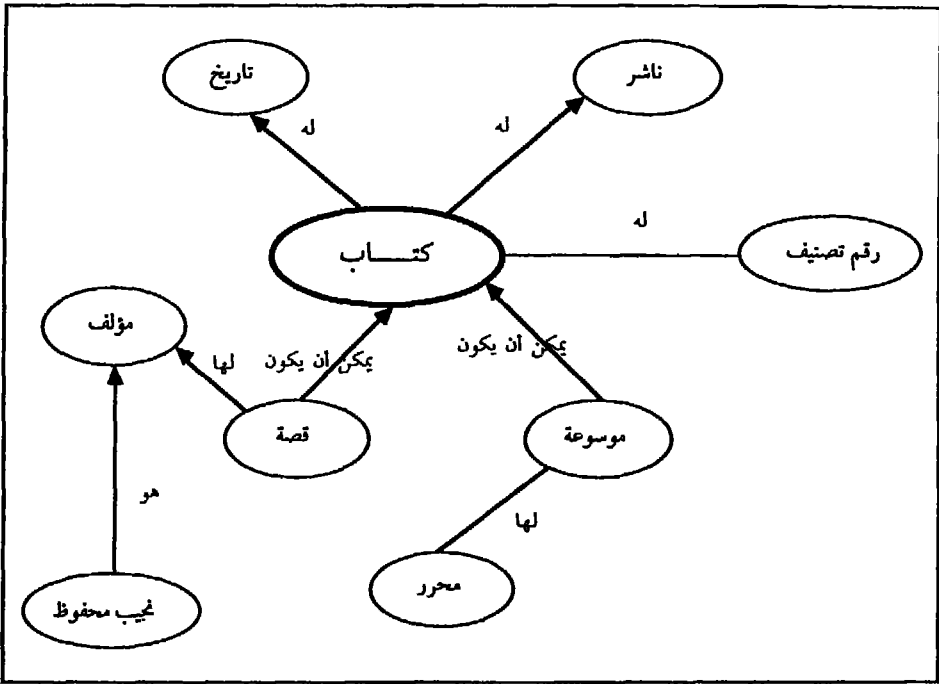 ناشر
تاريخ
له
له
له
كتـــــاب
رقم تصنيف
مؤلف
يمكن أن يكون
يمكن أن يكون
لها
موسوعة
قصة
لها
هو
محرر
نجيب محفوظ